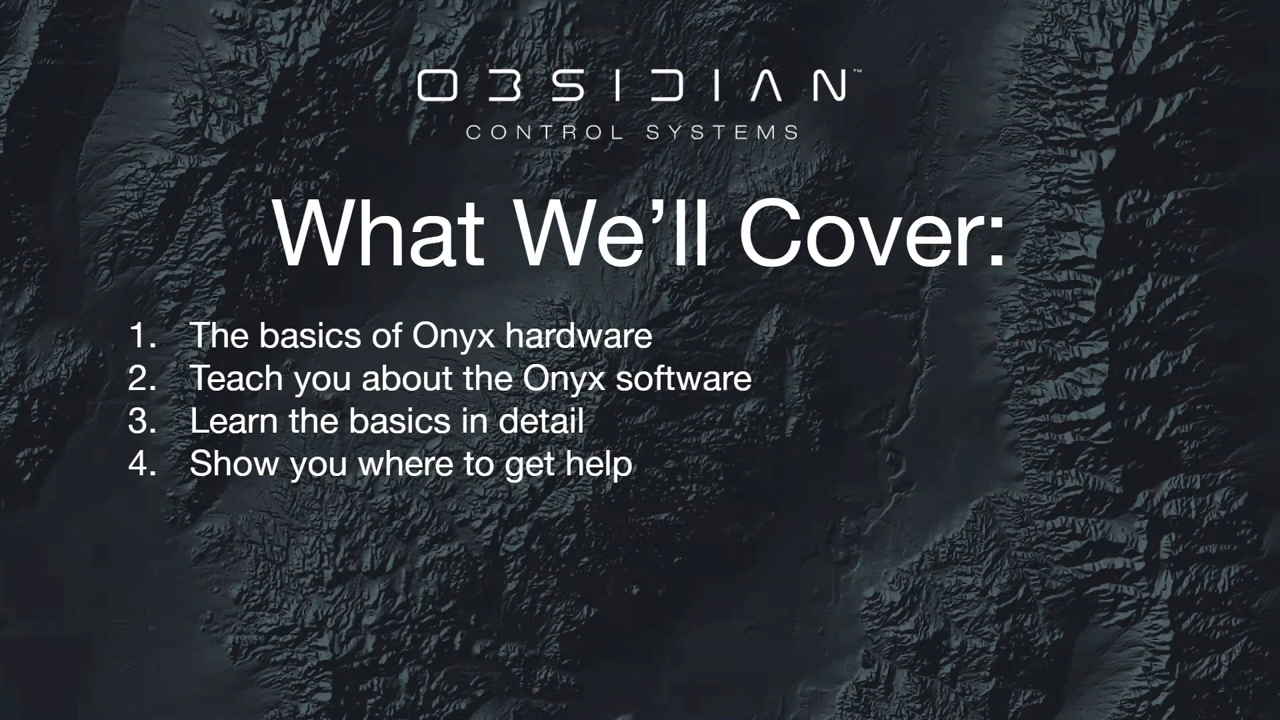 OBSIDIAN™
CONTROL SYSTEMS
What We’ll Cover:
1. The basics of Onyx hardware
2. Teach you about the Onyx software
3. Learn the basics in detail
4. Show you where to get help